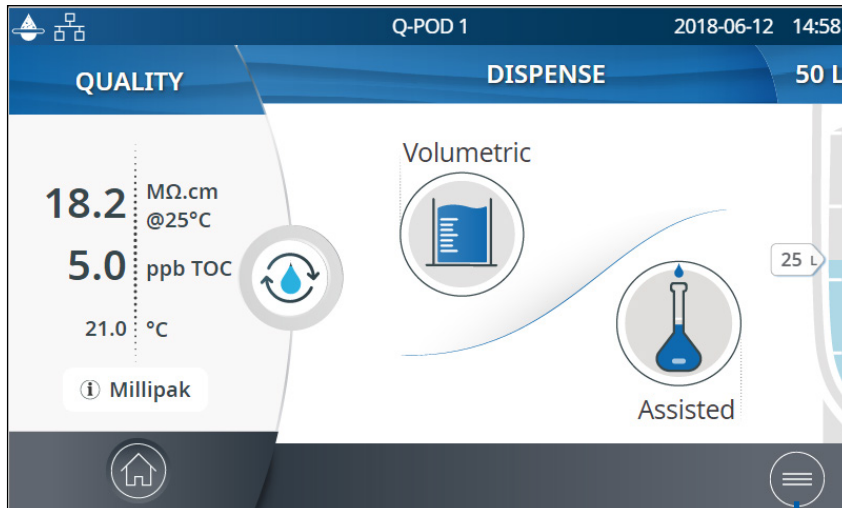 Q-POD 1
2018-06-12 14:58
QUALITY
DISPENSE
50 L
18.2 MΩ.cm
@25°C
5.0 ppb TOC
21.0 °C
i Millipak
Volumetric
Assisted
25 L